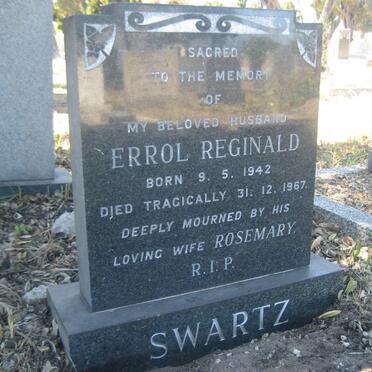 SACRED
TO THE MEMORY
OF
MY BELOVED HUSBAND
ERROL REGINALD
BORN 9. 5. 1942
DIED TRAGICALLY 31. 12. 1967.
DEEPLY MOURNED BY HIS
LOVING WIFE ROSEMARY.
R.I.P.
SWARTZ